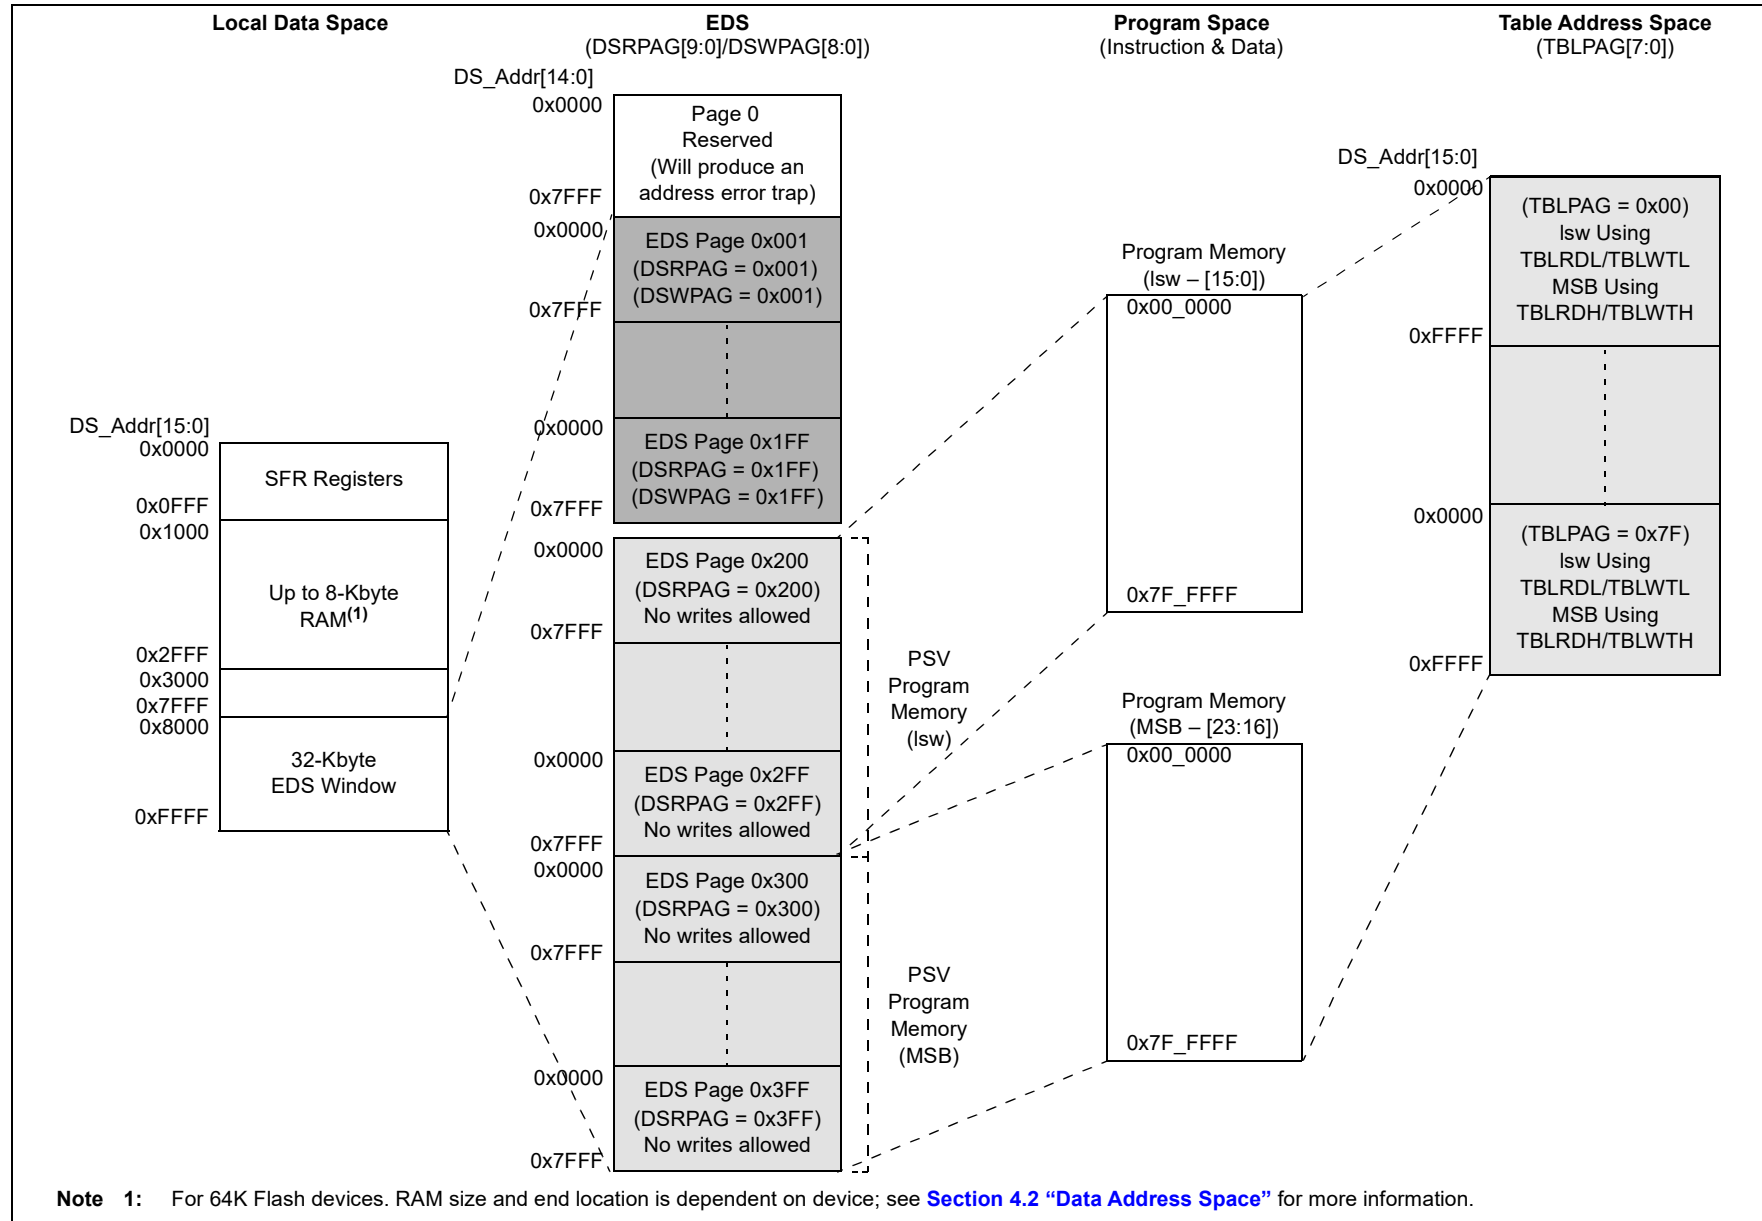 Local Data Space
EDS
(DSRPAG[9:0]/DSWPAG[8:0])
Program Space
(Instruction & Data)
Table Address Space
(TBLPAG[7:0])
DS_Addr[15:0]
0x0000
SFR Registers
0x0FFF
0x1000
Up to 8-Kbyte
RAM(1)
0x2FFF
0x3000
0x7FFF
0x8000
32-Kbyte
EDS Window
0xFFFF
DS_Addr[14:0]
0x0000
Page 0
Reserved
(Will produce an
address error trap)
0x7FFF
0x0000
EDS Page 0x001
(DSRPAG = 0x001)
(DSWPAG = 0x001)
0x7FFF
0x0000
EDS Page 0x1FF
(DSRPAG = 0x1FF)
(DSWPAG = 0x1FF)
0x7FFF
0x0000
EDS Page 0x200
(DSRPAG = 0x200)
No writes allowed
0x7FFF
0x0000
EDS Page 0x2FF
(DSRPAG = 0x2FF)
No writes allowed
0x7FFF
0x0000
EDS Page 0x300
(DSRPAG = 0x300)
No writes allowed
0x7FFF
0x0000
EDS Page 0x3FF
(DSRPAG = 0x3FF)
No writes allowed
0x7FFF
PSV
Program
Memory
(lsw)
PSV
Program
Memory
(MSB)
Program Memory
(lsw – [15:0])
0x00_0000
0x7F_FFFF
Program Memory
(MSB – [23:16])
0x00_0000
0x7F_FFFF
DS_Addr[15:0]
0x0000
(TBLPAG = 0x00)
lsw Using
TBLRDL/TBLWTL
MSB Using
TBLRDH/TBLWTH
0xFFFF
0x0000
(TBLPAG = 0x7F)
lsw Using
TBLRDL/TBLWTL
MSB Using
TBLRDH/TBLWTH
0xFFFF
Note 1: For 64K Flash devices. RAM size and end location is dependent on device; see Section 4.2 “Data Address Space” for more information.